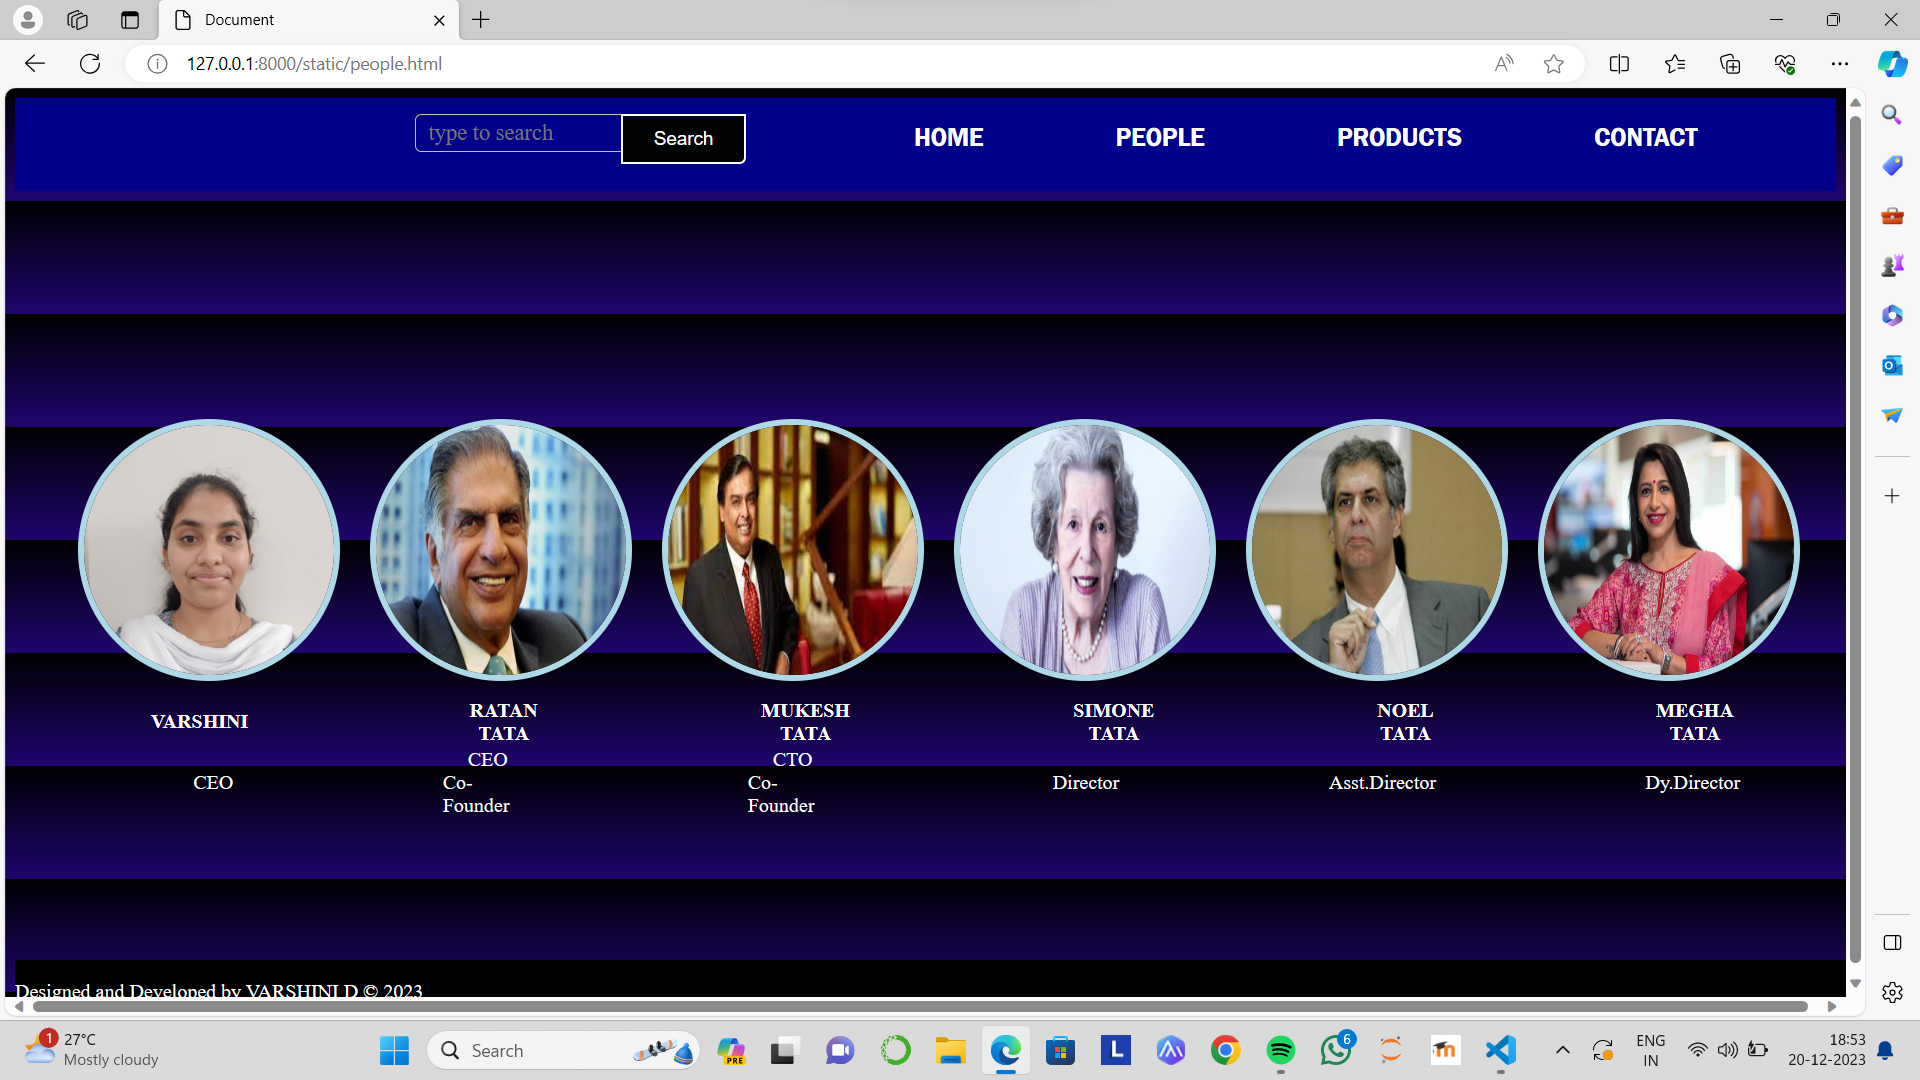 Document
127.0.0.1:8000/static/people.html
type to search
Search
HOME
PEOPLE
PRODUCTS
CONTACT
VARSHINI
RATAN
TATA
MUKESH
TATA
SIMONE
TATA
NOEL
TATA
MEGHA
TATA
CEO
CEO
Co-
Founder
CTO
Co-
Founder
Director
Asst.Director
Dy.Director
Designed and Developed by VARSHINI D © 2023
1
27°C
Mostly cloudy
Search
PRE
L
6
m
ENG
IN
18:53
20-12-2023